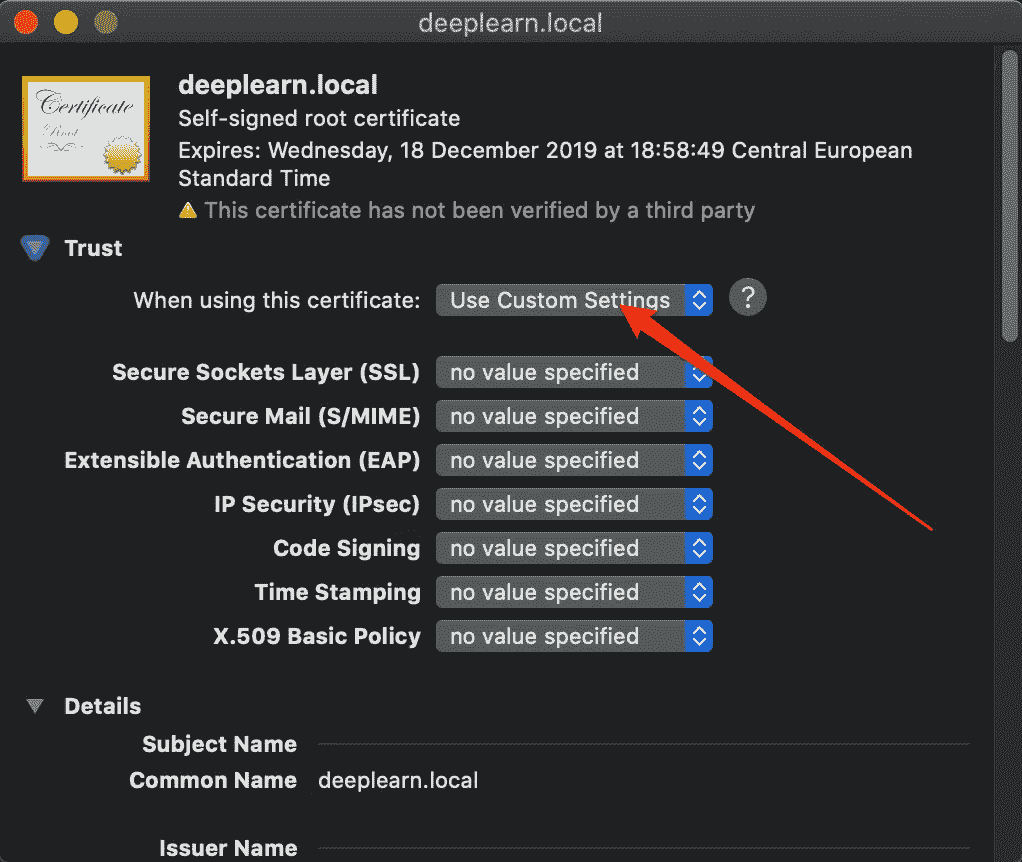 deeplearn.local
Certificate
Root
deeplearn.local
Self-signed root certificate
Expires: Wednesday, 18 December 2019 at 18:58:49 Central European
Standard Time
This certificate has not been verified by a third party
Trust
When using this certificate: Use Custom Settings ?
Secure Sockets Layer (SSL) no value specified
Secure Mail (S/MIME) no value specified
Extensible Authentication (EAP) no value specified
IP Security (IPsec) no value specified
Code Signing no value specified
Time Stamping no value specified
X.509 Basic Policy no value specified
Details
Subject Name
Common Name deeplearn.local
Issuer Name